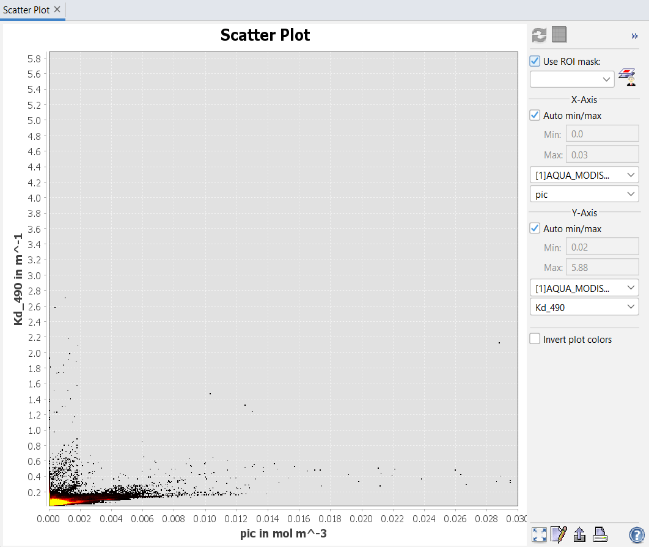 Scatter Plot
Scatter Plot
5.8
5.6
5.4
5.2
5.0
4.8
4.6
4.4
4.2
4.0
3.8
3.6
3.4
3.2
3.0
2.8
2.6
2.4
2.2
2.0
1.8
1.6
1.4
1.2
1.0
0.8
0.6
0.4
0.2
Kd_490 in m^-1
0.000 0.002 0.004 0.006 0.008 0.010 0.012 0.014 0.016 0.018 0.020 0.022 0.024 0.026 0.028 0.030
pic in mol m^-3
»
Use ROI mask:
X-Axis
Auto min/max
Min: 0.0
Max: 0.03
[1]AQUA_MODIS...
pic
Y-Axis
Auto min/max
Min: 0.02
Max: 5.88
[1]AQUA_MODIS...
Kd_490
Invert plot colors
?